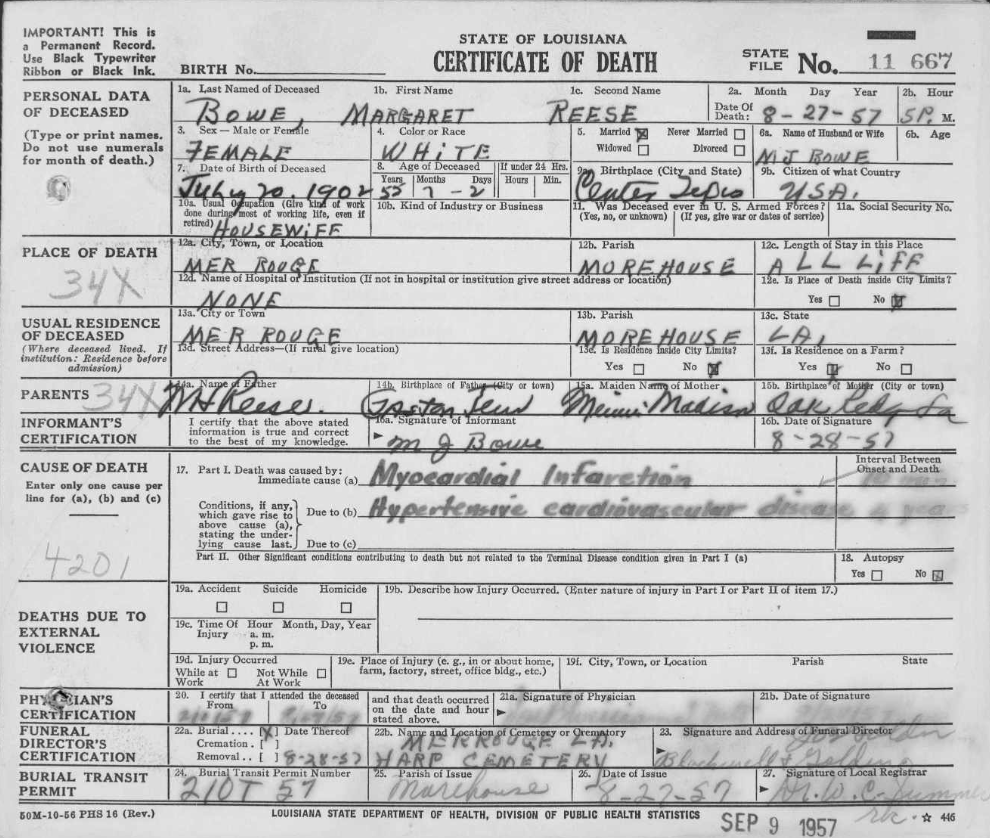 IMPORTANT! This is
a Permanent Record.
Use Black Typewriter
Ribbon or Black Ink.
BIRTH No.
STATE OF LOUISIANA
CERTIFICATE OF DEATH
STATE
FILE No. 11 667
PERSONAL DATA
OF DECEASED
(Type or print names.
Do not use numerals
for month of death.)
1a. Last Named of Deceased 1b. First Name 1c. Second Name
BOWE, MARGARET REESE
2a. Month Day Year
Date Of
Death: 8-27-57
2b. Hour
5 P. M.
3. Sex — Male or Female
FEMALE
4. Color or Race
WHITE
5. Married ☒ Never Married ☐
Widowed ☐ Divorced ☐
6a. Name of Husband or Wife
M J BOWE
6b. Age
7. Date of Birth of Deceased
July 20, 1902
8. Age of Deceased If under 24 Hrs.
Years Months Days Hours Min.
9a. Birthplace (City and State)
Center
9b. Citizen of what Country
USA.
10a. Usual Occupation (Give kind of work
done during most of working life, even if
retired) HOUSEWIFF
10b. Kind of Industry or Business
11. Was Deceased ever in U. S. Armed Forces?
(Yes, no, or unknown) (If yes, give war or dates of service)
11a. Social Security No.
PLACE OF DEATH
34X
12a. City, Town, or Location
MER ROUGE
12b. Parish
MOREHOUSE
12c. Length of Stay in this Place
ALL LIFF
12d. Name of Hospital or Institution (If not in hospital or institution give street address or location)
NONE
12e. Is Place of Death inside City Limits?
Yes ☐ No ☒
USUAL RESIDENCE
OF DECEASED
(Where deceased lived. If
institution: Residence before
admission)
13a. City or Town
MER ROUGE
13b. Parish
MOREHOUSE
13c. State
LA,
13d. Street Address—(If rural give location)
13e. Is Residence Inside City Limits?
Yes ☐ No ☒
13f. Is Residence on a Farm?
Yes ☒ No ☐
PARENTS 34X
14a. Name of Father
W H Reese.
14b. Birthplace of Father (City or town)
15a. Maiden Name of Mother
Madison
15b. Birthplace of Mother (City or town)
Oak La
INFORMANT'S
CERTIFICATION
I certify that the above stated
information is true and correct
to the best of my knowledge.
16a. Signature of Informant
M J Bowe
16b. Date of Signature
8-28-57
CAUSE OF DEATH
Enter only one cause per
line for (a), (b) and (c)
4201
17. Part I. Death was caused by:
Immediate cause (a) Myocardial Infarction
Interval Between
Onset and Death
Conditions, if any,
which gave rise to
above cause (a),
stating the under-
lying cause last.
Due to (b) Hypertensive cardiovascular disease
Due to (c)
Part II. Other Significant conditions contributing to death but not related to the Terminal Disease condition given in Part I (a)
18. Autopsy
Yes ☐ No ☒
DEATHS DUE TO
EXTERNAL
VIOLENCE
19a. Accident Suicide Homicide
☐ ☐ ☐
19b. Describe how Injury Occurred. (Enter nature of injury in Part I or Part II of item 17.)
19c. Time Of Hour Month, Day, Year
Injury a. m.
p. m.
19d. Injury Occurred
While at ☐ Not While ☐
Work At Work
19e. Place of Injury (e. g., in or about home,
farm, factory, street, office bldg., etc.)
19f. City, Town, or Location Parish State
PHYSICIAN'S
CERTIFICATION
20. I certify that I attended the deceased
From To
and that death occurred
on the date and hour
stated above.
21a. Signature of Physician
21b. Date of Signature
FUNERAL
DIRECTOR'S
CERTIFICATION
22a. Burial . . . . [X] Date Thereof
Cremation . [ ]
Removal . . [ ] 8-28-57
22b. Name and Location of Cemetery or Crematory
MER ROUGE LA.
HARP CEMETERY
23. Signature and Address of Funeral Director
BURIAL TRANSIT
PERMIT
24. Burial Transit Permit Number
210T 57
25. Parish of Issue
Morehouse
26. Date of Issue
8-27-57
27. Signature of Local Registrar
Dr. W. C.
50M-10-56 PHS 16 (Rev.)
LOUISIANA STATE DEPARTMENT OF HEALTH, DIVISION OF PUBLIC HEALTH STATISTICS
SEP 9 1957
☆ 446